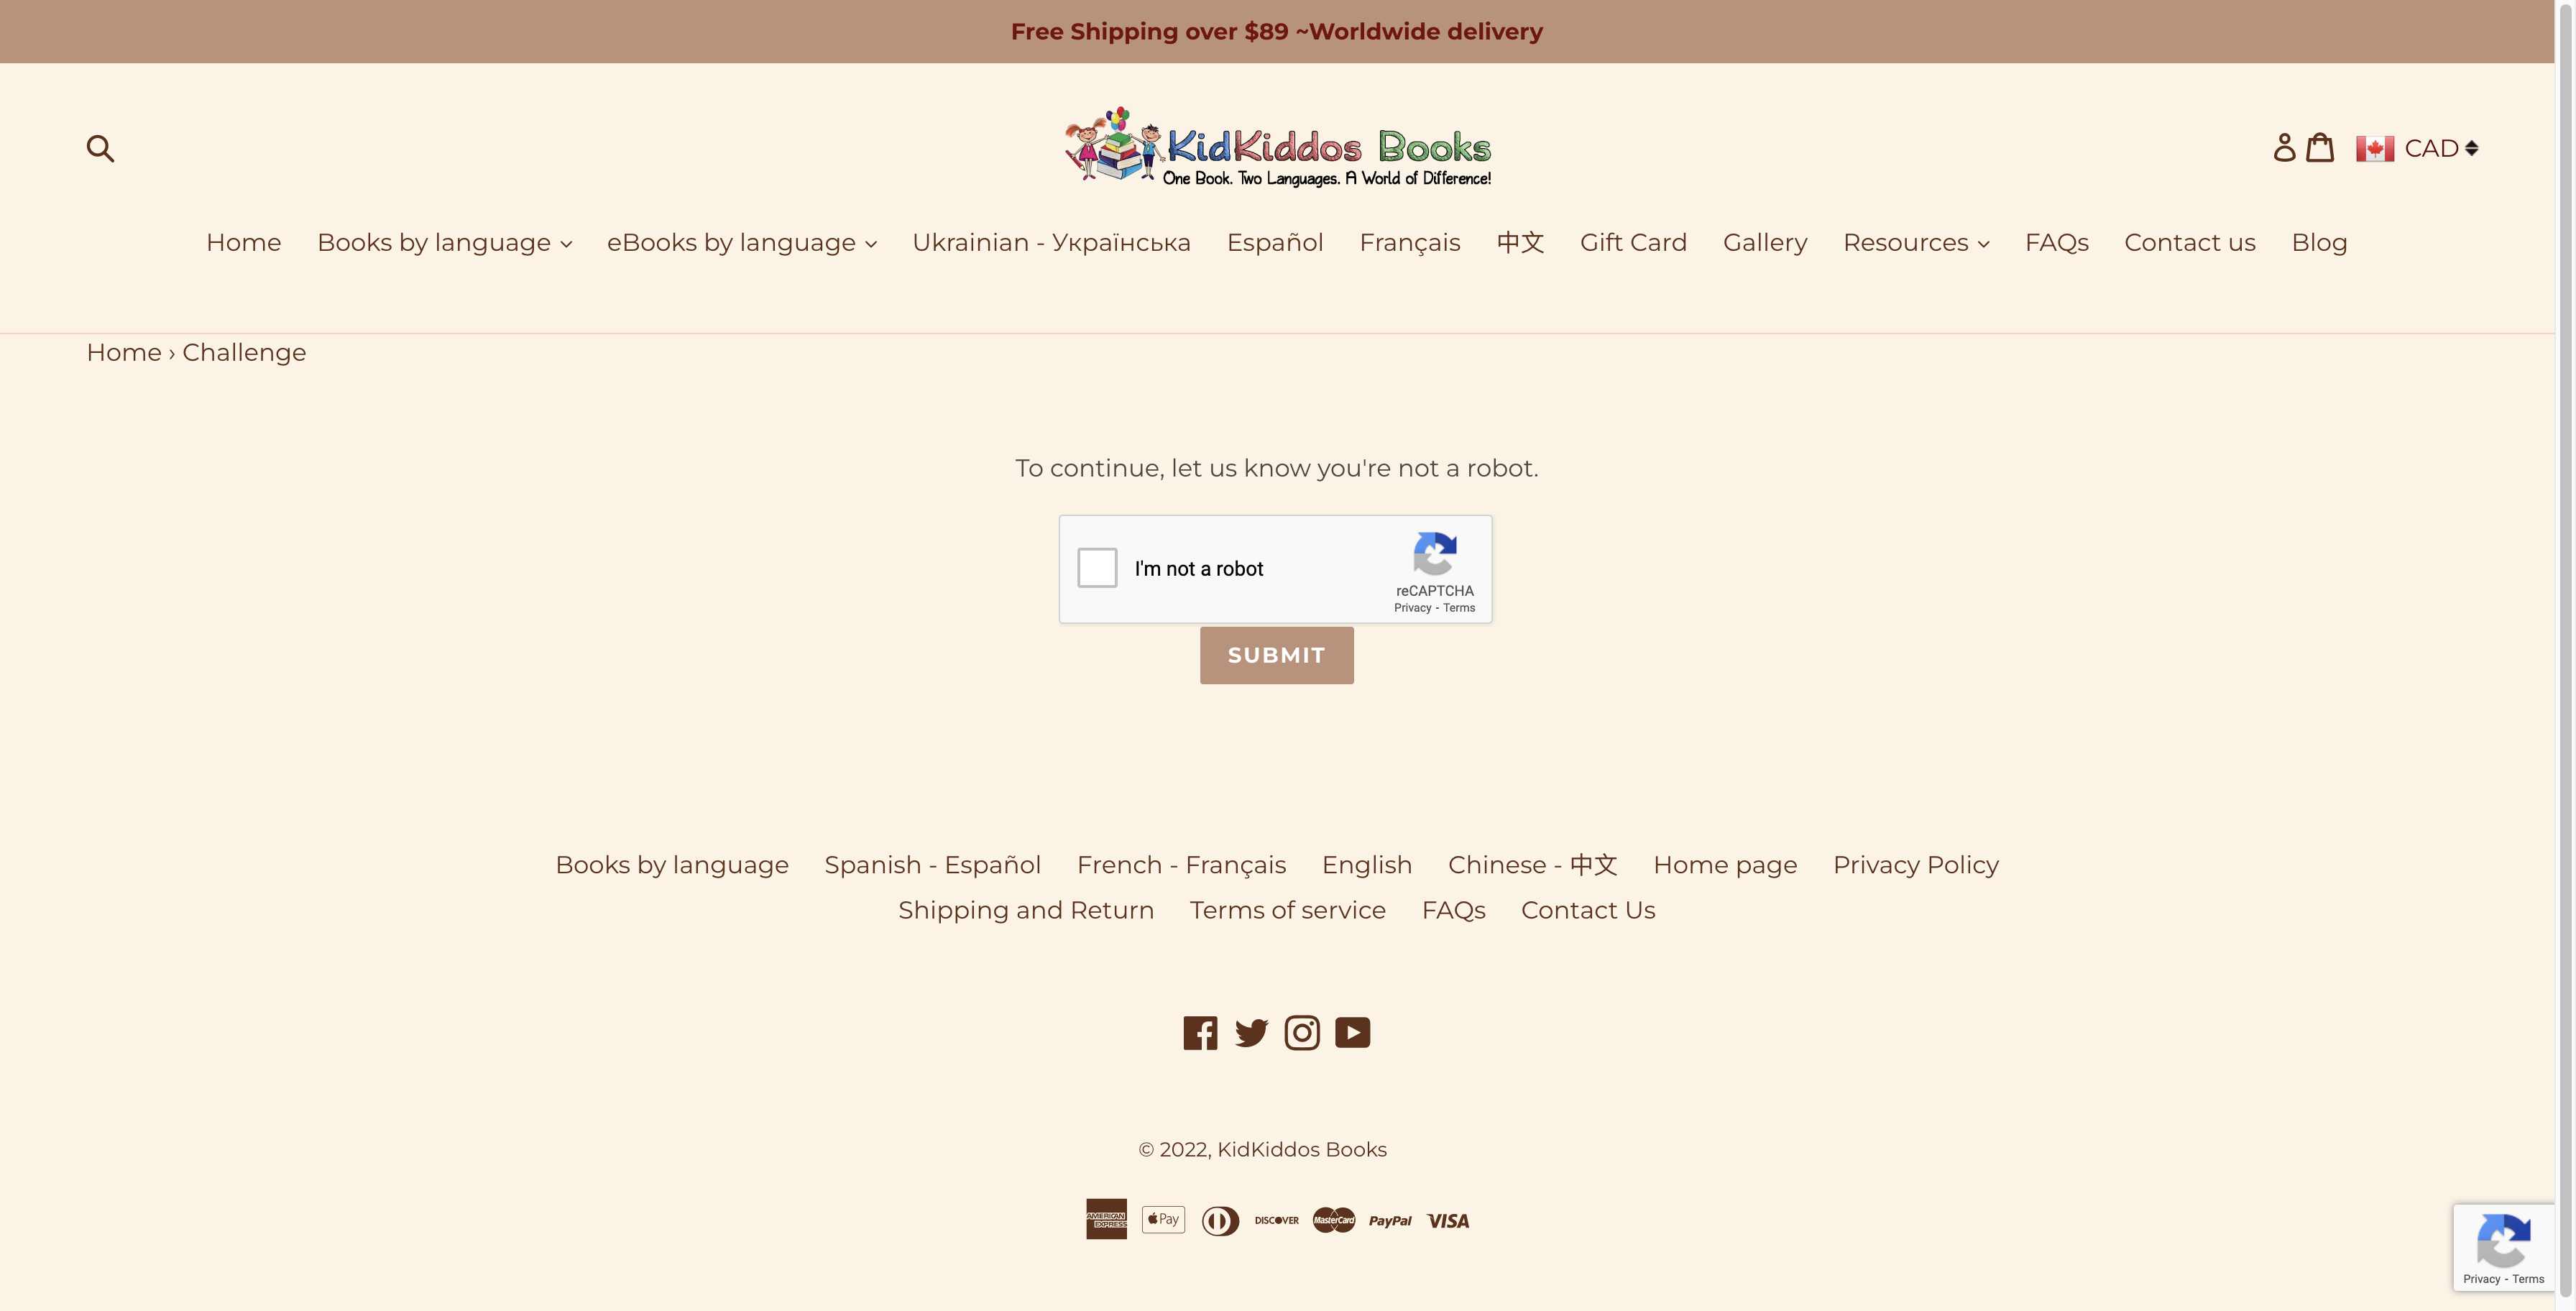 Free Shipping over $89 ~Worldwide delivery
KidKiddos Books
One Book. Two Languages. A World of Difference!
CAD
Home Books by language eBooks by language Ukrainian - Українська Español Français 中文 Gift Card Gallery Resources FAQs Contact us Blog
Home › Challenge
To continue, let us know you're not a robot.
I'm not a robot
reCAPTCHA
Privacy - Terms
SUBMIT
Books by language Spanish - Español French - Français English Chinese - 中文 Home page Privacy Policy
Shipping and Return Terms of service FAQs Contact Us
© 2022, KidKiddos Books
AMERICAN EXPRESS Pay DISCOVER MasterCard PayPal VISA
Privacy - Terms